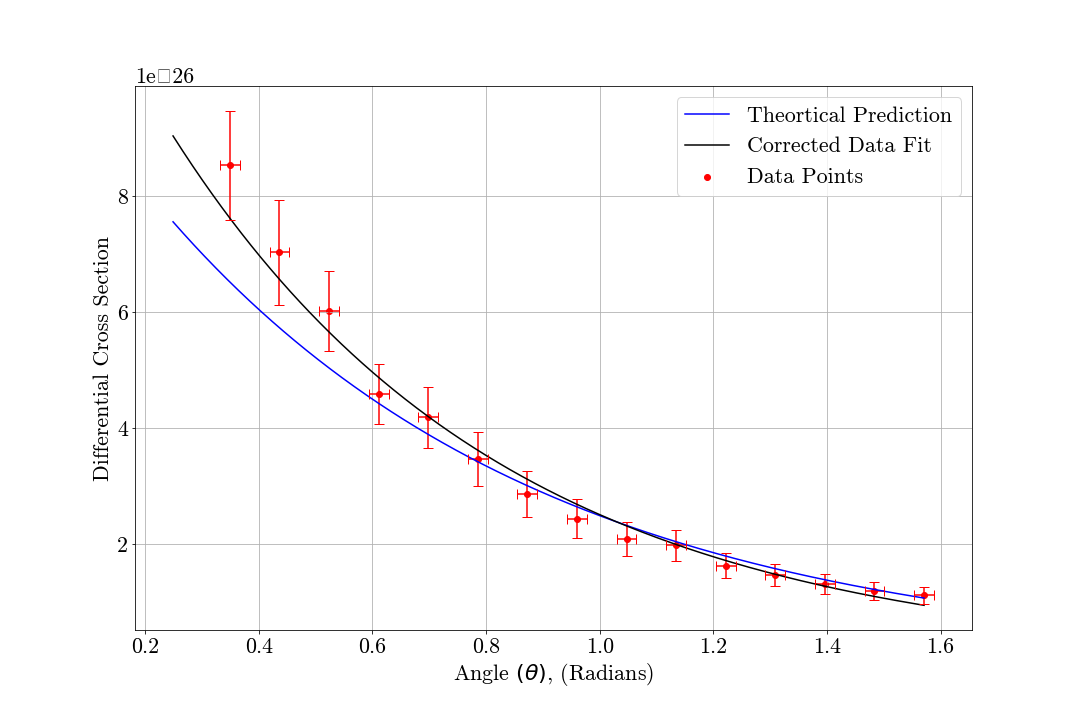 1e□26
Theortical Prediction
Corrected Data Fit
Data Points
8
6
4
2
Differential Cross Section
0.2 0.4 0.6 0.8 1.0 1.2 1.4 1.6
Angle (θ), (Radians)